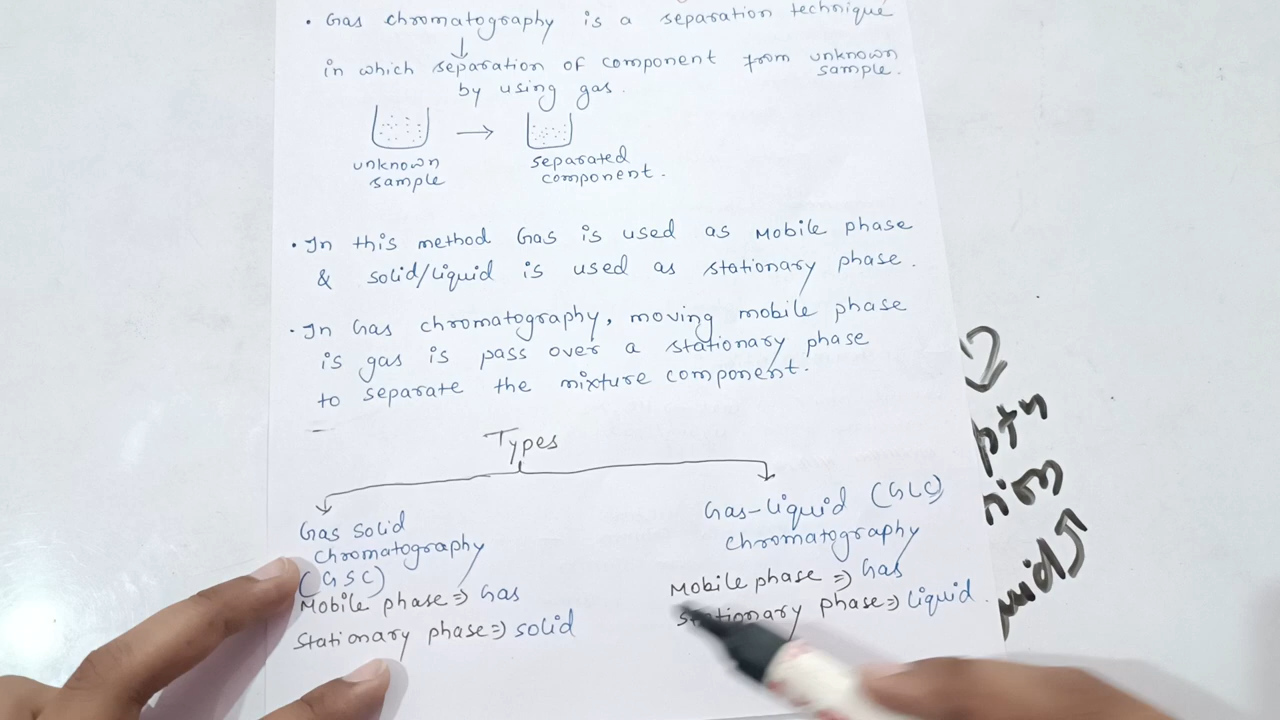 • Gas chromatography is a separation technique
in which separation of component from unknown sample.
by using gas.
unknown sample
separated component.
• In this method Gas is used as Mobile phase
& solid/liquid is used as stationary phase.
• In Gas chromatography, moving mobile phase
is gas is pass over a stationary phase
to separate the mixture component.
Types
Gas solid
chromatography
(GSC)
Mobile phase => Gas
Stationary phase => solid
Gas-Liquid (GLC)
chromatography
Mobile phase => Gas
Stationary phase => Liquid.